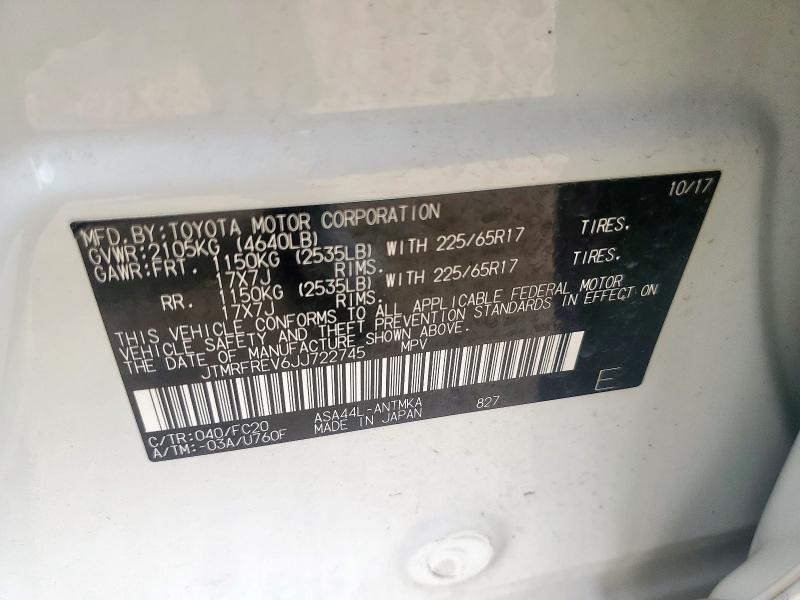 10/17
MFD.BY:TOYOTA MOTOR CORPORATION
GVWR:2105KG (4640LB)
GAWR:FRT. 1150KG (2535LB) WITH 225/65R17 TIRES.
17X7J RIMS.
RR. 1150KG (2535LB) WITH 225/65R17 TIRES.
17X7J RIMS.
THIS VEHICLE CONFORMS TO ALL APPLICABLE FEDERAL MOTOR
VEHICLE SAFETY AND THEFT PREVENTION STANDARDS IN EFFECT ON
THE DATE OF MANUFACTURE SHOWN ABOVE.
JTMRFREV6JJ722745 MPV
E
C/TR:040/FC20 ASA44L-ANTMKA 827
A/TM:-03A/U760F MADE IN JAPAN